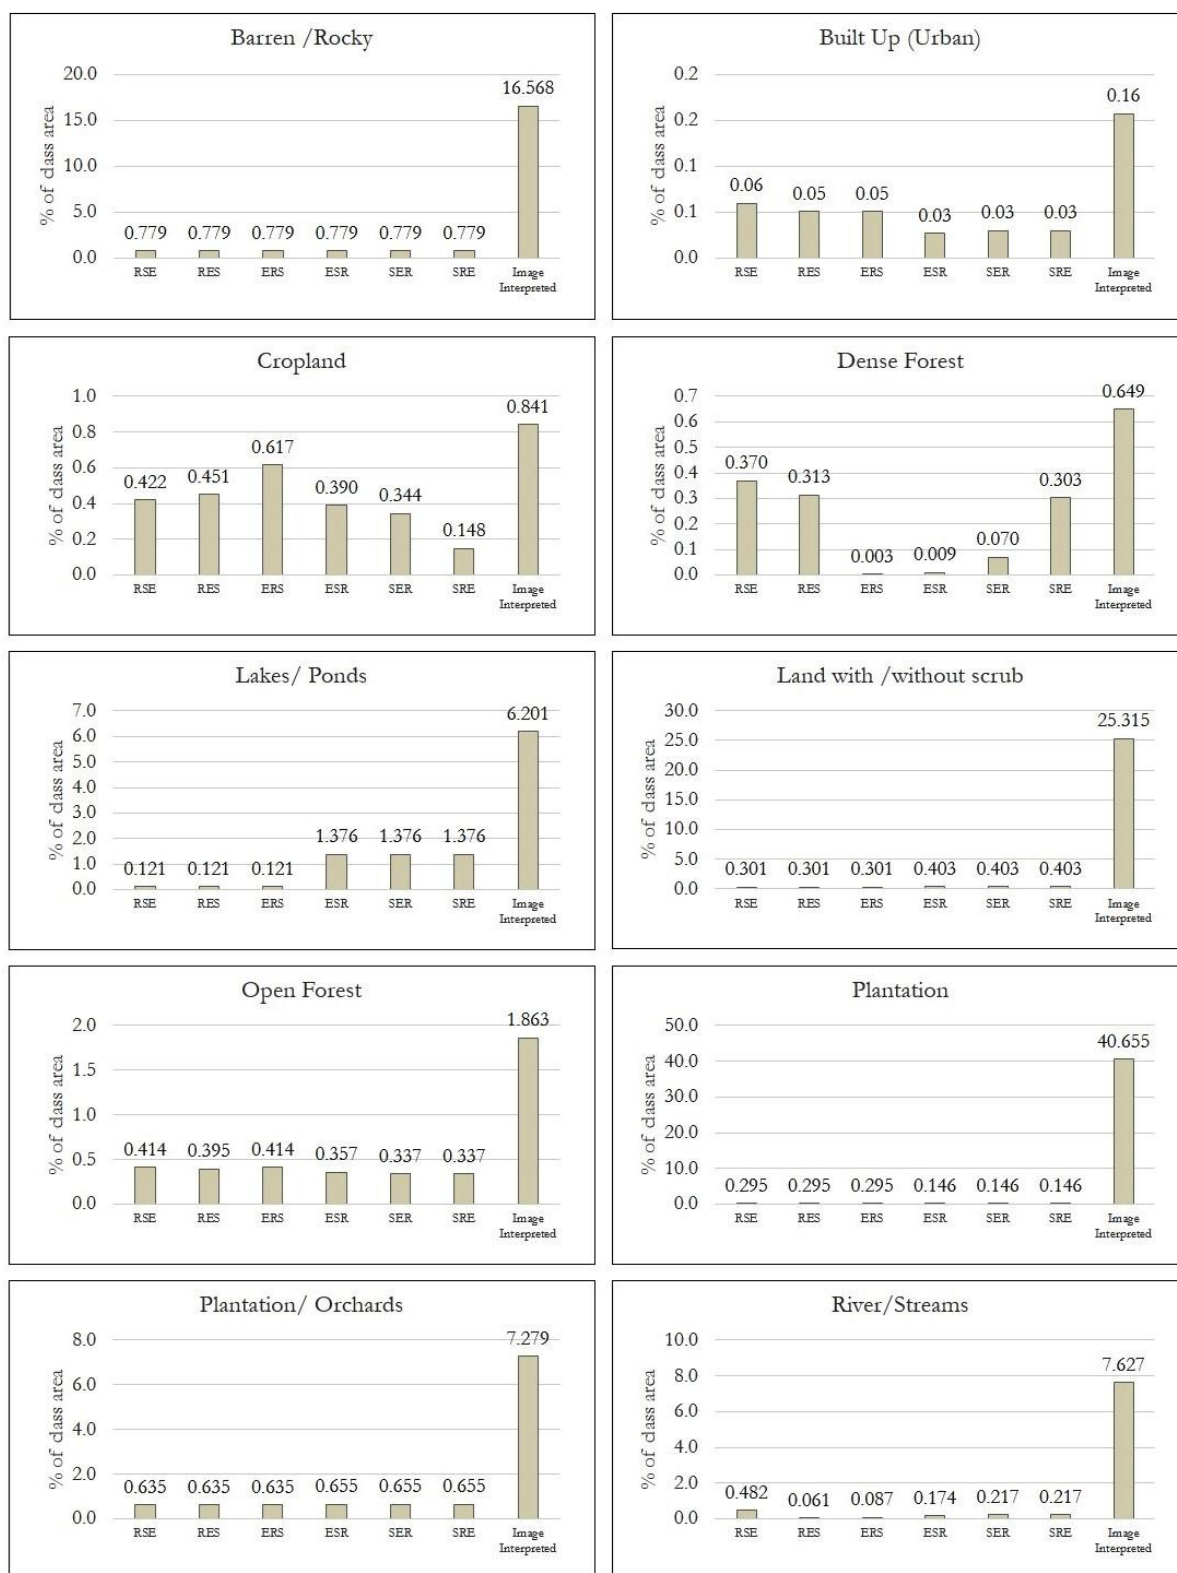 Barren /Rocky
% of class area
20.0
15.0
10.0
5.0
0.0
16.568
0.779 0.779 0.779 0.779 0.779 0.779
RSE RES ERS ESR SER SRE Image
Interpreted
Built Up (Urban)
% of class area
0.2
0.2
0.1
0.1
0.0
0.16
0.06 0.05 0.05 0.03 0.03 0.03
RSE RES ERS ESR SER SRE Image
Interpreted
Cropland
% of class area
1.0
0.8
0.6
0.4
0.2
0.0
0.422 0.451 0.617 0.390 0.344 0.148 0.841
RSE RES ERS ESR SER SRE Image
Interpreted
Dense Forest
% of class area
0.7
0.6
0.5
0.4
0.3
0.2
0.1
0.0
0.370 0.313 0.003 0.009 0.070 0.303 0.649
RSE RES ERS ESR SER SRE Image
Interpreted
Lakes/ Ponds
% of class area
7.0
6.0
5.0
4.0
3.0
2.0
1.0
0.0
0.121 0.121 0.121 1.376 1.376 1.376 6.201
RSE RES ERS ESR SER SRE Image
Interpreted
Land with /without scrub
% of class area
30.0
25.0
20.0
15.0
10.0
5.0
0.0
0.301 0.301 0.301 0.403 0.403 0.403 25.315
RSE RES ERS ESR SER SRE Image
Interpreted
Open Forest
% of class area
2.0
1.5
1.0
0.5
0.0
0.414 0.395 0.414 0.357 0.337 0.337 1.863
RSE RES ERS ESR SER SRE Image
Interpreted
Plantation
% of class area
50.0
40.0
30.0
20.0
10.0
0.0
0.295 0.295 0.295 0.146 0.146 0.146 40.655
RSE RES ERS ESR SER SRE Image
Interpreted
Plantation/ Orchards
% of class area
8.0
6.0
4.0
2.0
0.0
0.635 0.635 0.635 0.655 0.655 0.655 7.279
RSE RES ERS ESR SER SRE Image
Interpreted
River/Streams
% of class area
10.0
8.0
6.0
4.0
2.0
0.0
0.482 0.061 0.087 0.174 0.217 0.217 7.627
RSE RES ERS ESR SER SRE Image
Interpreted